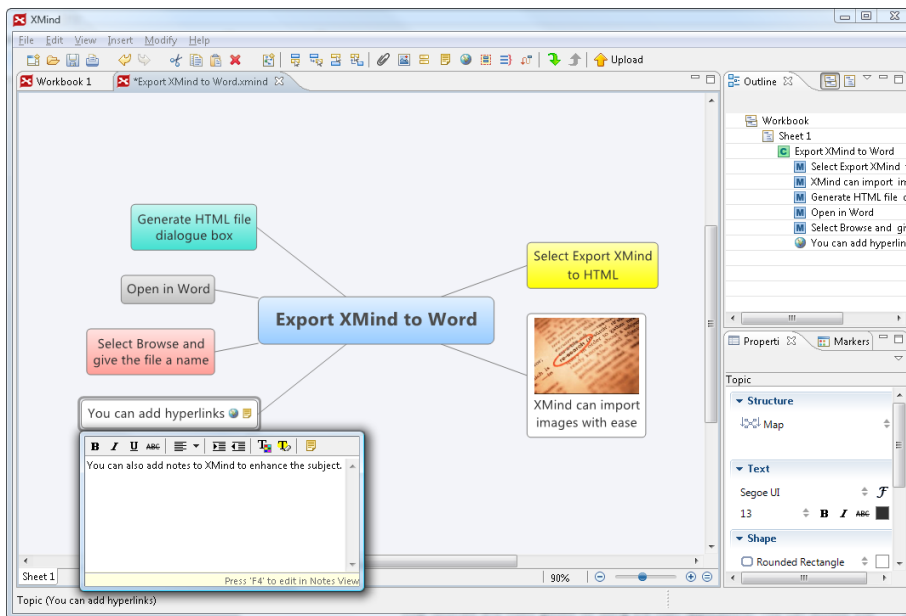 XMind
File Edit View Insert Modify Help
Upload
Workbook 1
*Export XMind to Word.xmind
Generate HTML file
dialogue box
Open in Word
Select Browse and
give the file a name
You can add hyperlinks
Export XMind to Word
Select Export XMind
to HTML
XMind can import
images with ease
B I U ABC
You can also add notes to XMind to enhance the subject.
Press 'F4' to edit in Notes View
Sheet 1
90%
Topic (You can add hyperlinks)
Outline
Workbook
Sheet 1
C Export XMind to Word
M Select Export XMind
M XMind can import im
M Generate HTML file
M Open in Word
M Select Browse and gi
You can add hyperlin
Properti
Markers
Topic
Structure
Map
Text
Segoe UI
13 B I ABC
Shape
Rounded Rectangle